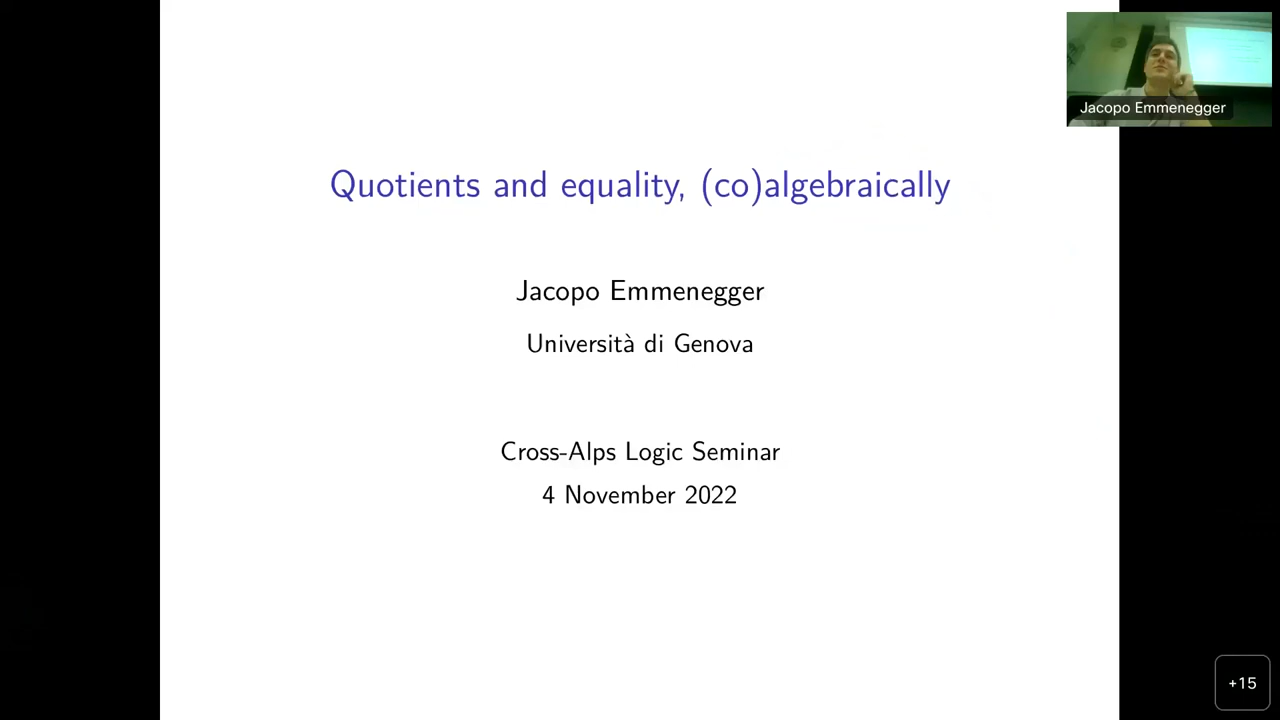 Quotients and equality, (co)algebraically
Jacopo Emmenegger
Università di Genova
Cross-Alps Logic Seminar
4 November 2022
Jacopo Emmenegger
+15